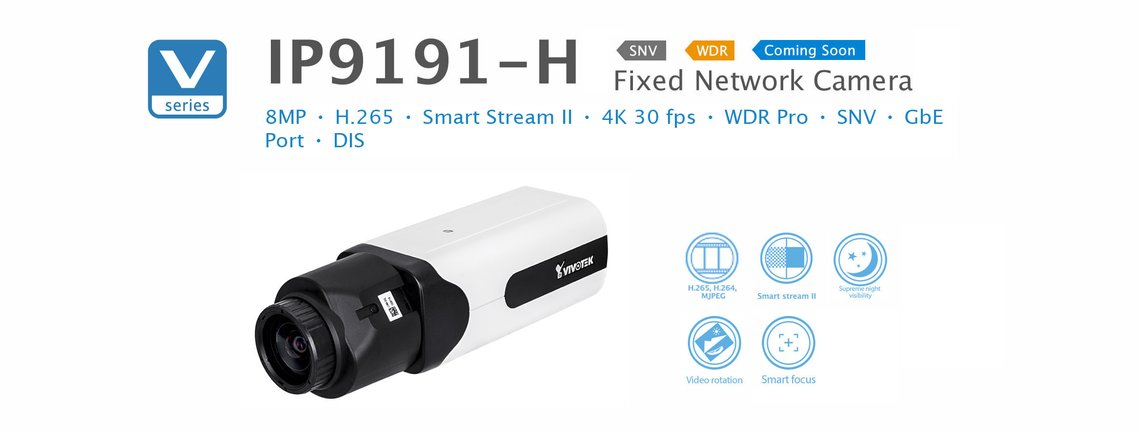 V
series
IP9191-H
SNV
WDR
Coming Soon
Fixed Network Camera
8MP · H.265 · Smart Stream II · 4K 30 fps · WDR Pro · SNV · GbE
Port · DIS
VIVOTEK
H.265, H.264,
MJPEG
Smart stream II
Supreme night
visibility
Video rotation
Smart focus